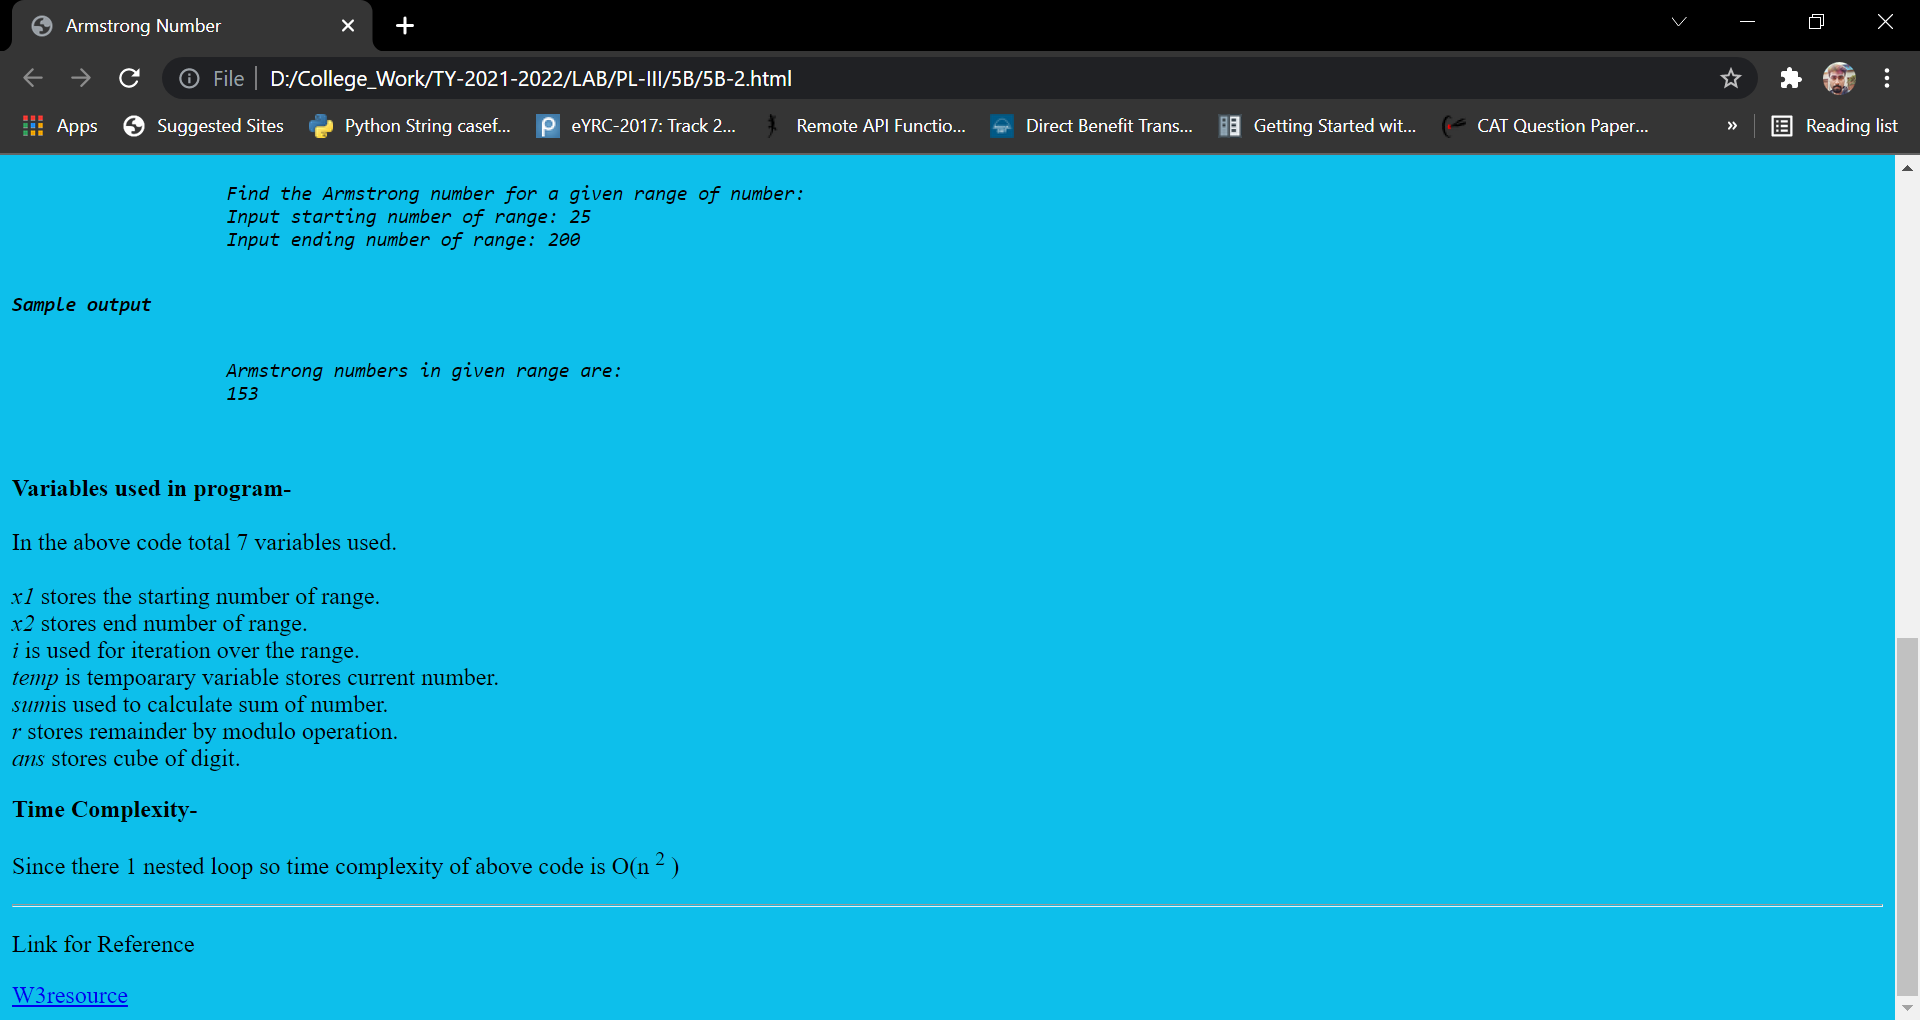 Armstrong Number
File D:/College_Work/TY-2021-2022/LAB/PL-III/5B/5B-2.html
Apps Suggested Sites Python String casef... eYRC-2017: Track 2... Remote API Functio... Direct Benefit Trans... Getting Started wit... CAT Question Paper... » Reading list
Find the Armstrong number for a given range of number:
Input starting number of range: 25
Input ending number of range: 200
Sample output
Armstrong numbers in given range are:
153
Variables used in program-
In the above code total 7 variables used.
x1 stores the starting number of range.
x2 stores end number of range.
i is used for iteration over the range.
temp is tempoarary variable stores current number.
sumis used to calculate sum of number.
r stores remainder by modulo operation.
ans stores cube of digit.
Time Complexity-
Since there 1 nested loop so time complexity of above code is O(n 2 )
Link for Reference
W3resource